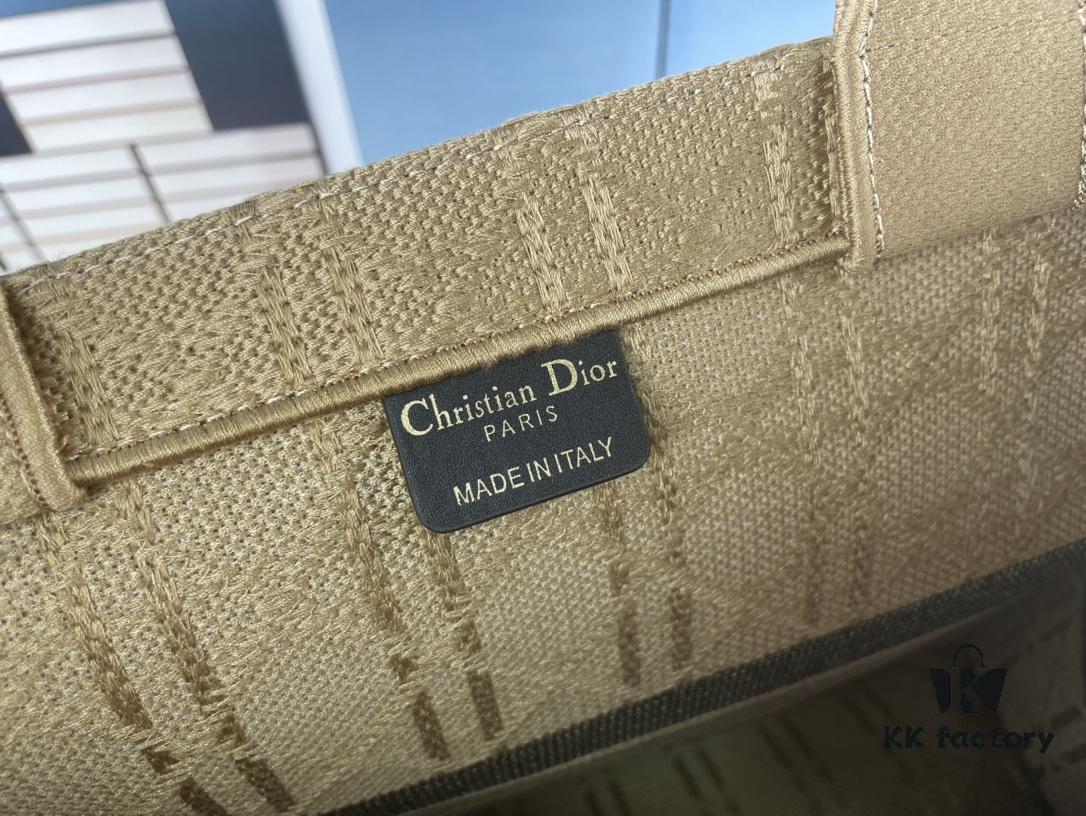 Christian Dior
PARIS
MADE IN ITALY
KK factory